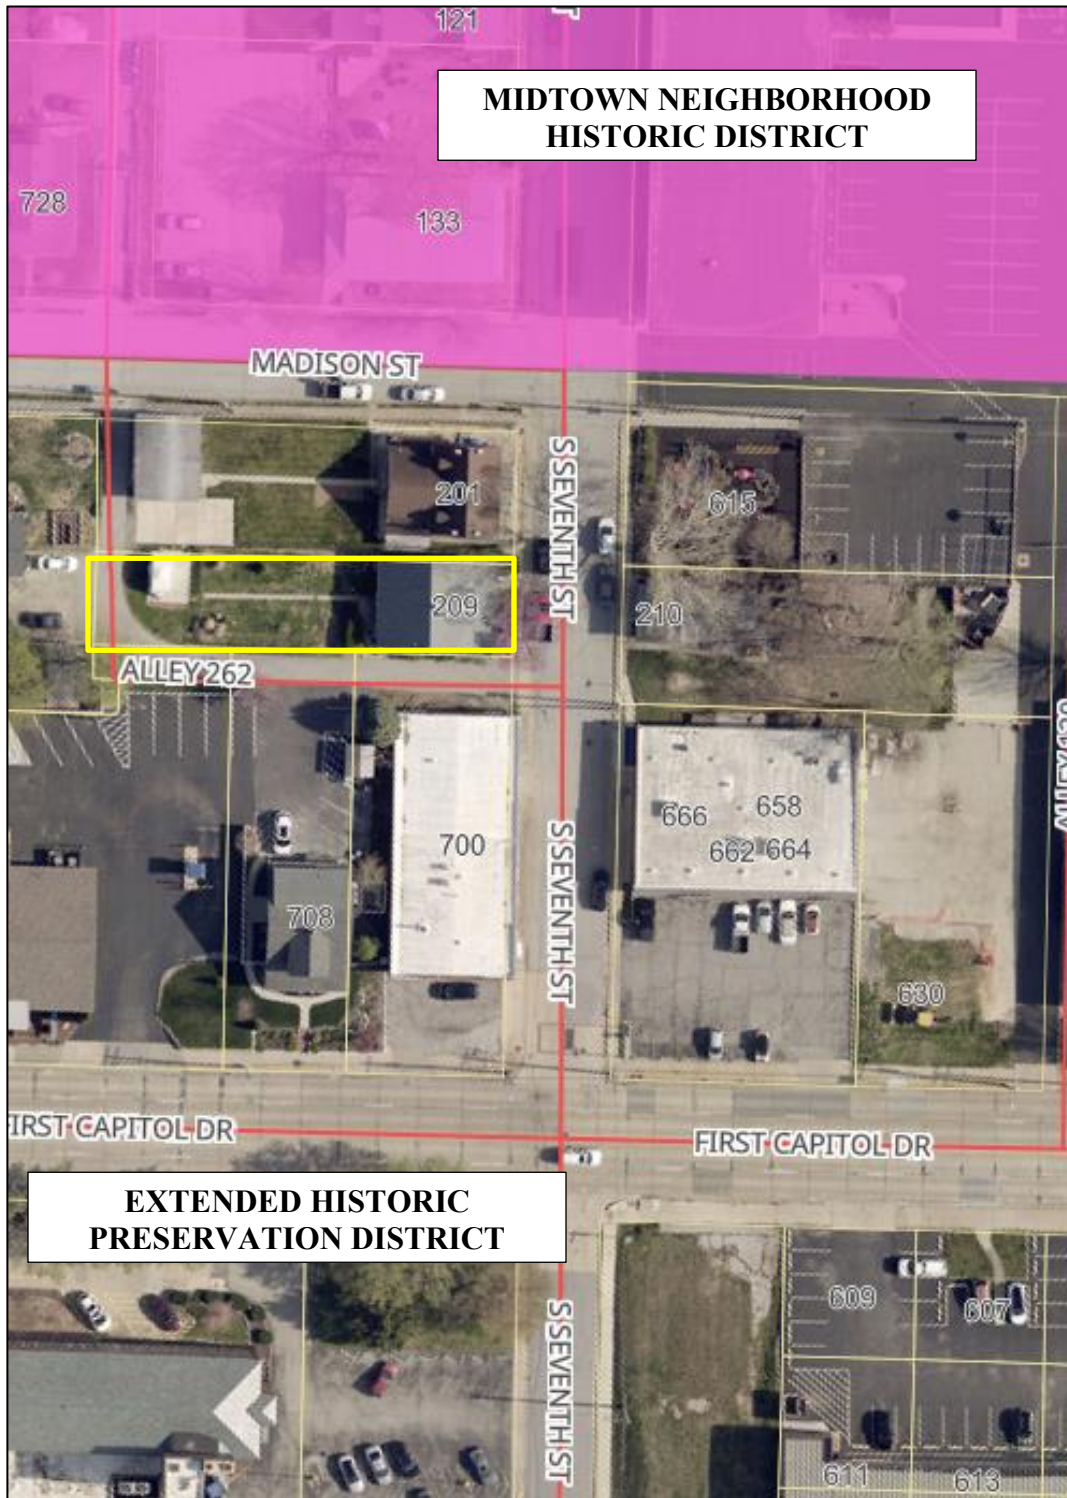 121
MIDTOWN NEIGHBORHOOD
HISTORIC DISTRICT
728
133
MADISON ST
S SEVENTH ST
201
615
209
210
ALLEY 262
700
666
658
662
664
S SEVENTH ST
708
630
FIRST CAPITOL DR
FIRST CAPITOL DR
EXTENDED HISTORIC
PRESERVATION DISTRICT
609
607
S SEVENTH ST
611
613